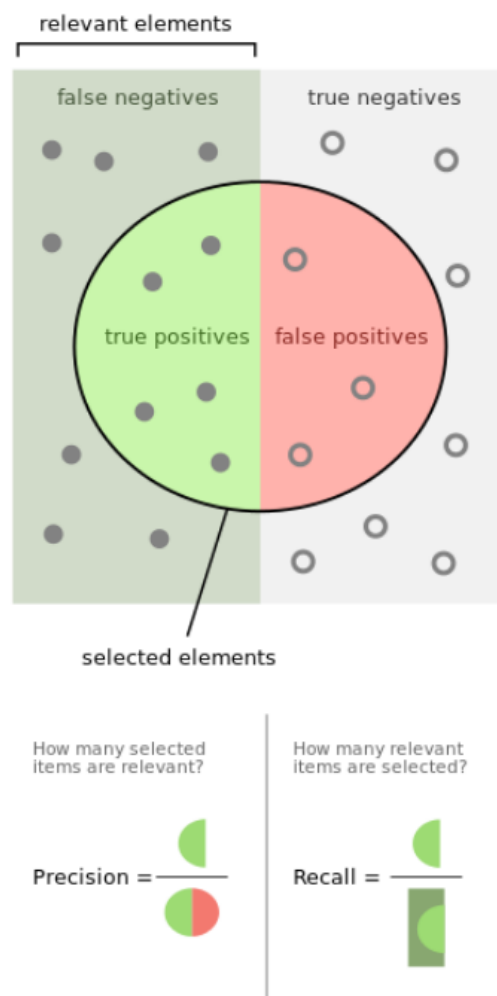 relevant elements
false negatives
true negatives
true positives
false positives
selected elements
How many selected
items are relevant?
Precision =
How many relevant
items are selected?
Recall =